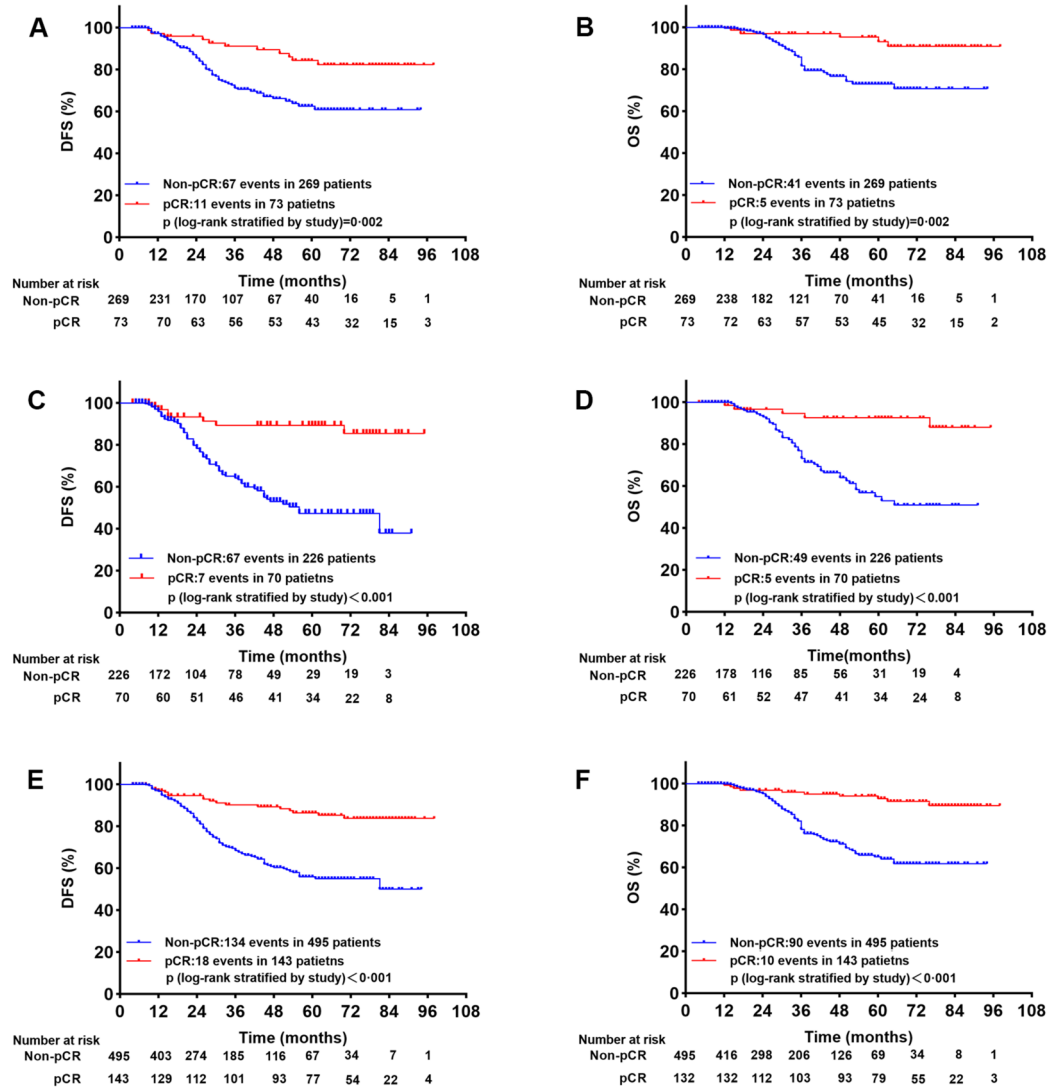 A
100
80
60
40
20
0
DFS (%)
Non-pCR:67 events in 269 patients
pCR:11 events in 73 patietns
p (log-rank stratified by study)=0·002
0 12 24 36 48 60 72 84 96 108
Time (months)
Number at risk
Non-pCR 269 231 170 107 67 40 16 5 1
pCR 73 70 63 56 53 43 32 15 3
B
100
80
60
40
20
0
OS (%)
Non-pCR:41 events in 269 patients
pCR:5 events in 73 patietns
p (log-rank stratified by study)=0·002
0 12 24 36 48 60 72 84 96 108
Time (months)
Number at risk
Non-pCR 269 238 182 121 70 41 16 5 1
pCR 73 72 63 57 53 45 32 15 2
C
100
80
60
40
20
0
DFS (%)
Non-pCR:67 events in 226 patients
pCR:7 events in 70 patietns
p (log-rank stratified by study)<0.001
0 12 24 36 48 60 72 84 96 108
Time (months)
Number at risk
Non-pCR 226 172 104 78 49 29 19 3
pCR 70 60 51 46 41 34 22 8
D
100
80
60
40
20
0
OS (%)
Non-pCR:49 events in 226 patients
pCR:5 events in 70 patietns
p (log-rank stratified by study)<0.001
0 12 24 36 48 60 72 84 96 108
Time(months)
Number at risk
Non-pCR 226 178 116 85 56 31 19 4
pCR 70 61 52 47 41 34 24 8
E
100
80
60
40
20
0
DFS (%)
Non-pCR:134 events in 495 patients
pCR:18 events in 143 patietns
p (log-rank stratified by study)<0·001
0 12 24 36 48 60 72 84 96 108
Time (months)
Number at risk
Non-pCR 495 403 274 185 116 67 34 7 1
pCR 143 129 112 101 93 77 54 22 4
F
100
80
60
40
20
0
OS (%)
Non-pCR:90 events in 495 patients
pCR:10 events in 143 patietns
p (log-rank stratified by study)<0·001
0 12 24 36 48 60 72 84 96 108
Time (months)
Number at risk
Non-pCR 495 416 298 206 126 69 34 8 1
pCR 132 132 112 103 93 79 55 22 3